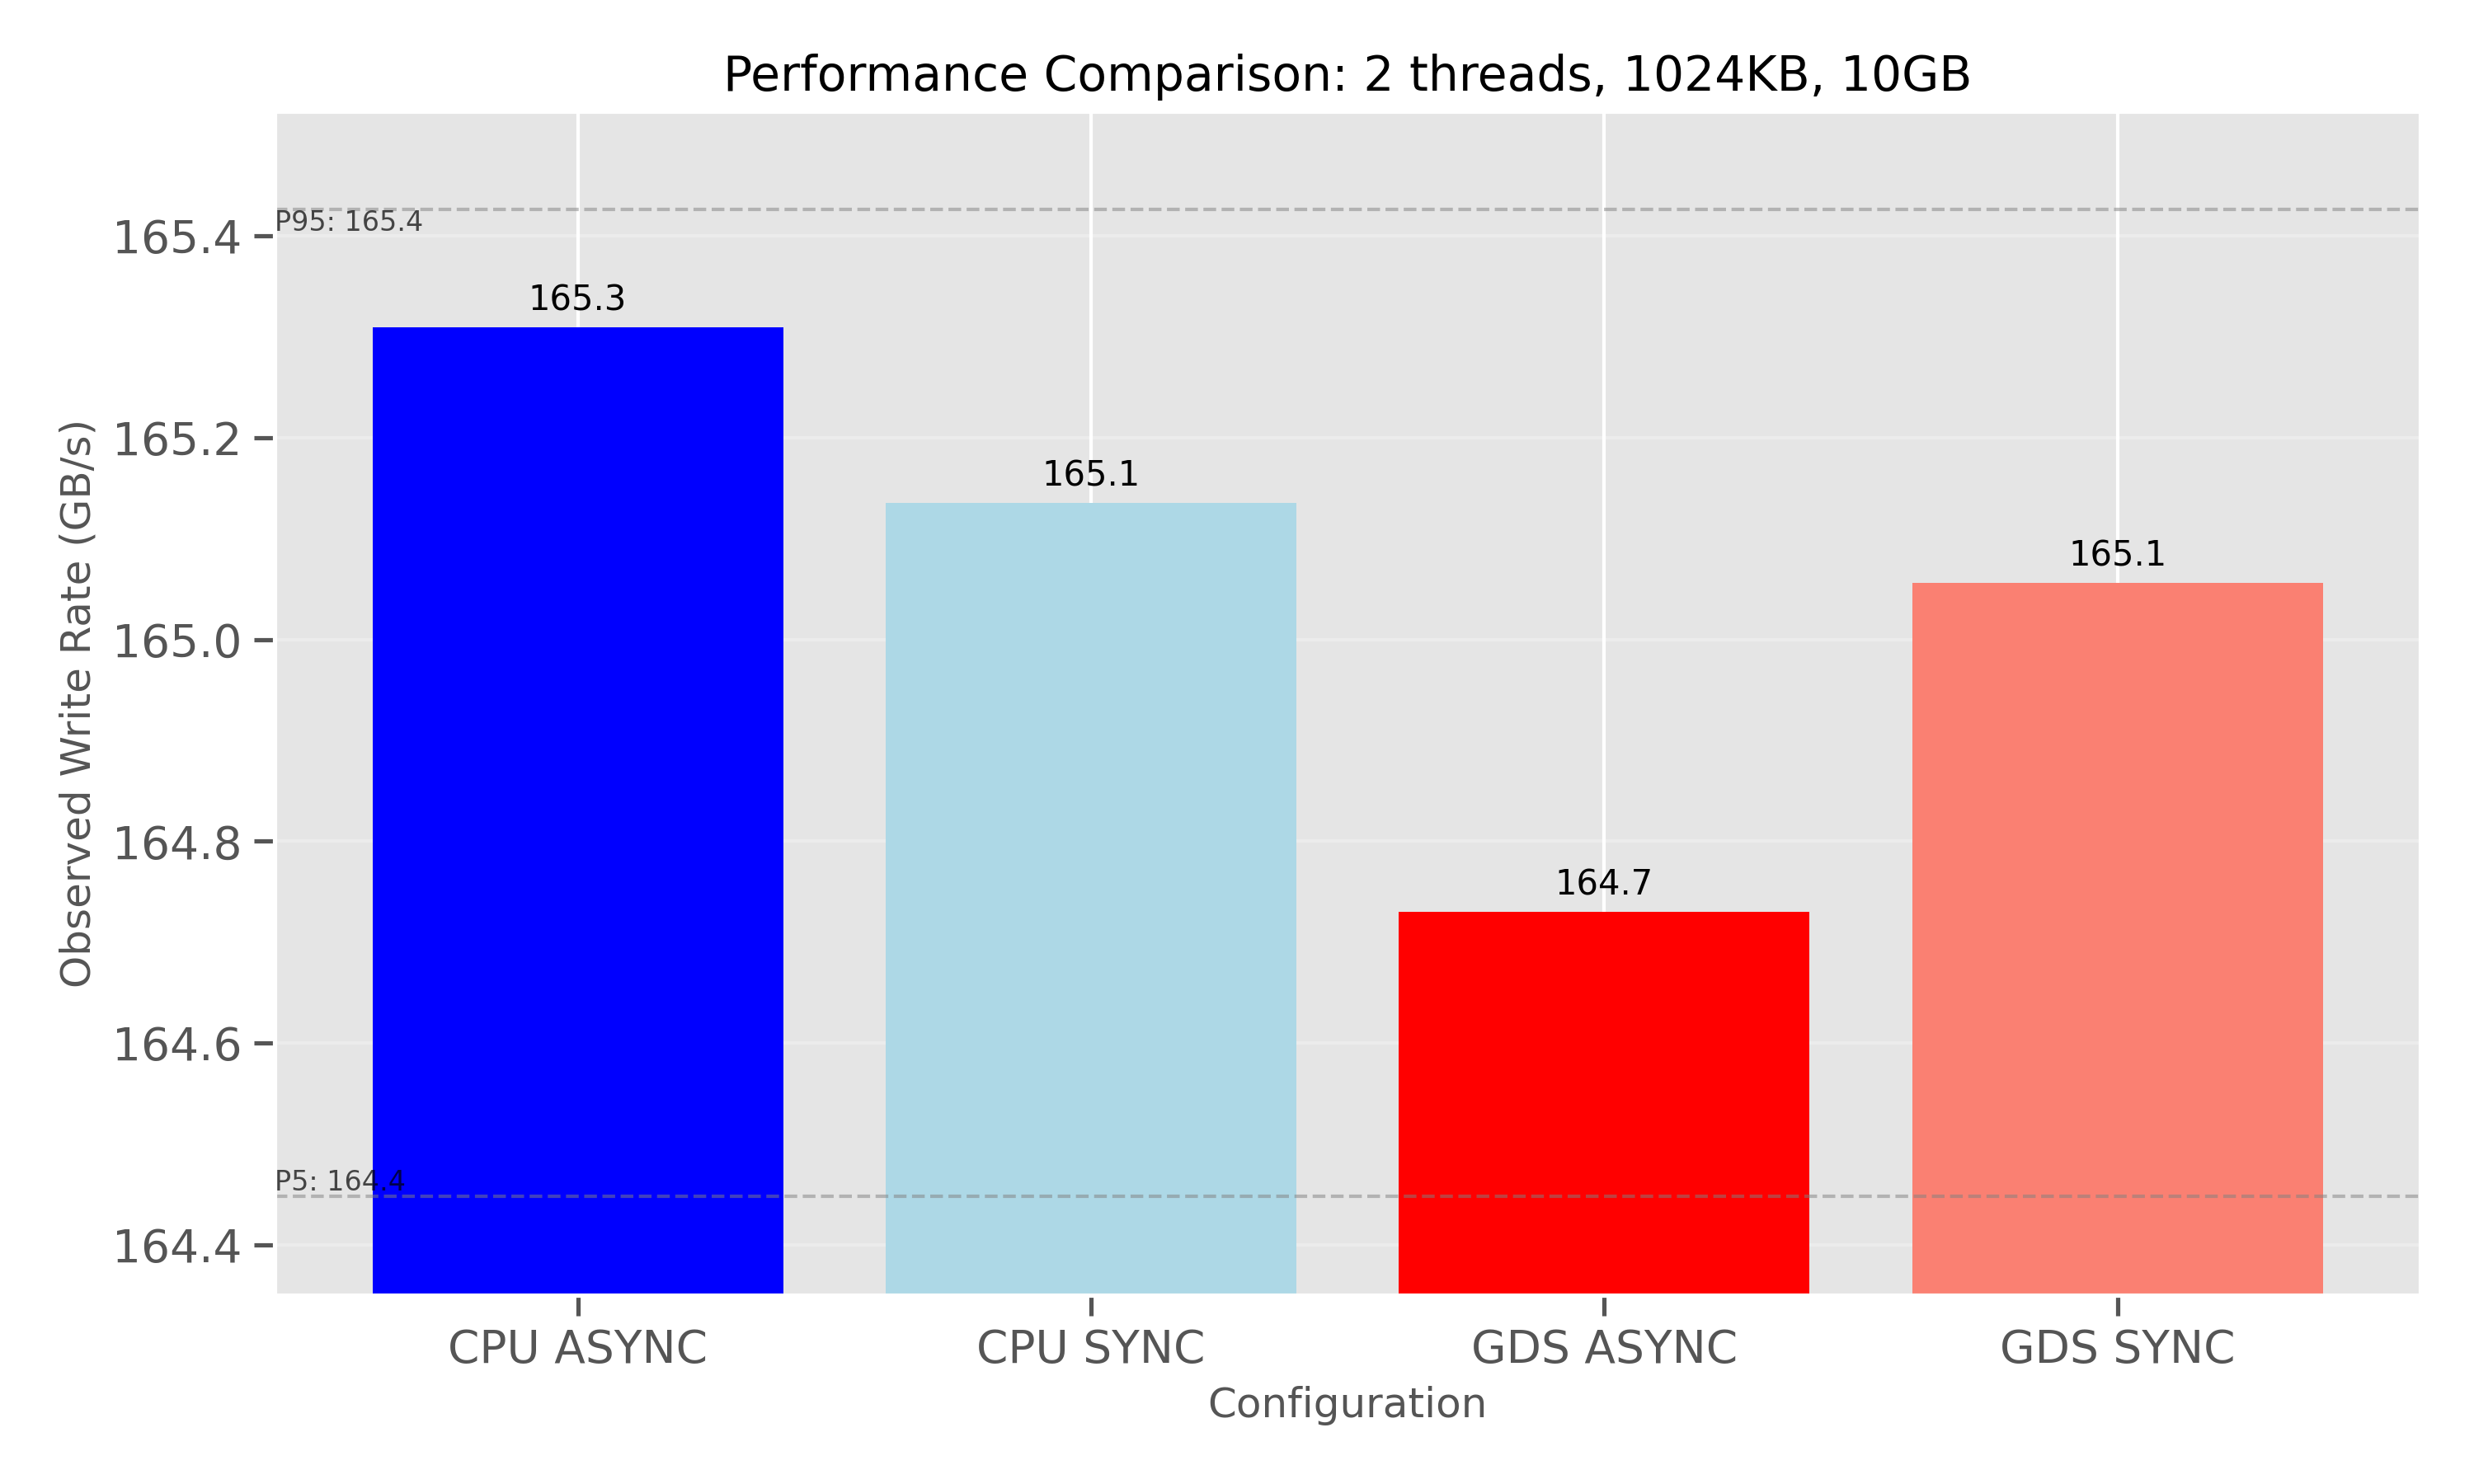 Performance Comparison: 2 threads, 1024KB, 10GB
Observed Write Rate (GB/s)
165.4
165.2
165.0
164.8
164.6
164.4
P95: 165.4
165.3
165.1
164.7
165.1
P5: 164.4
CPU ASYNC
CPU SYNC
GDS ASYNC
GDS SYNC
Configuration